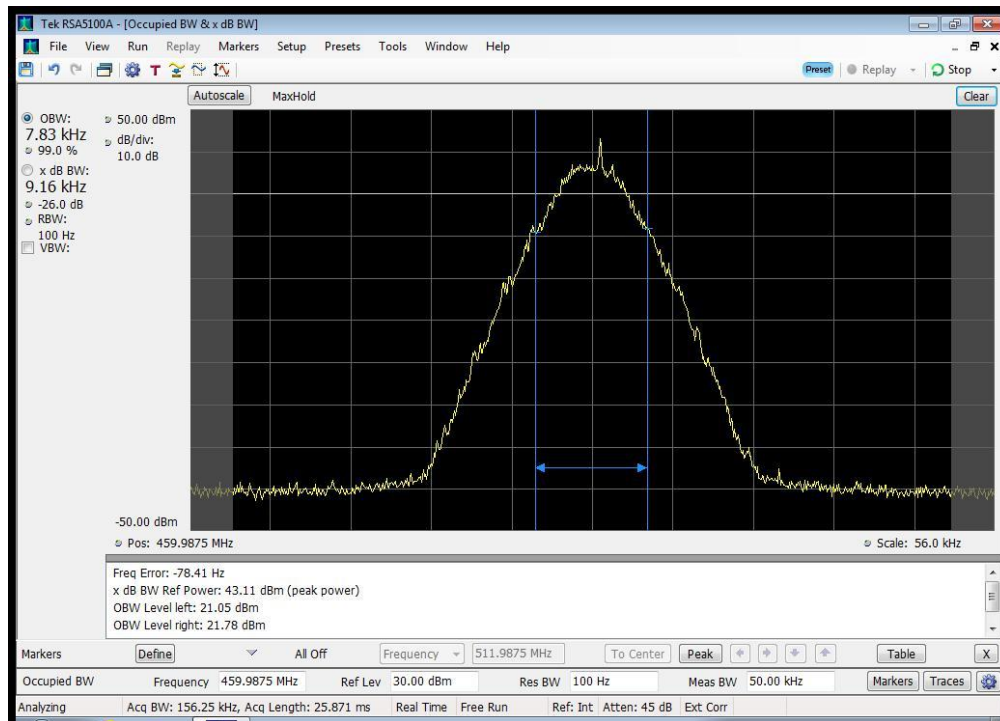 Tek RSA5100A - [Occupied BW & x dB BW]
File View Run Replay Markers Setup Presets Tools Window Help
T Preset Replay Stop
Autoscale MaxHold Clear
OBW:
7.83 kHz
99.0 %
x dB BW:
9.16 kHz
-26.0 dB
RBW:
100 Hz
VBW:
50.00 dBm
dB/div:
10.0 dB
-50.00 dBm
Pos: 459.9875 MHz Scale: 56.0 kHz
Freq Error: -78.41 Hz
x dB BW Ref Power: 43.11 dBm (peak power)
OBW Level left: 21.05 dBm
OBW Level right: 21.78 dBm
Markers Define All Off Frequency 511.9875 MHz To Center Peak Table X
Occupied BW Frequency 459.9875 MHz Ref Lev 30.00 dBm Res BW 100 Hz Meas BW 50.00 kHz Markers Traces
Analyzing Acq BW: 156.25 kHz, Acq Length: 25.871 ms Real Time Free Run Ref: Int Atten: 45 dB Ext Corr